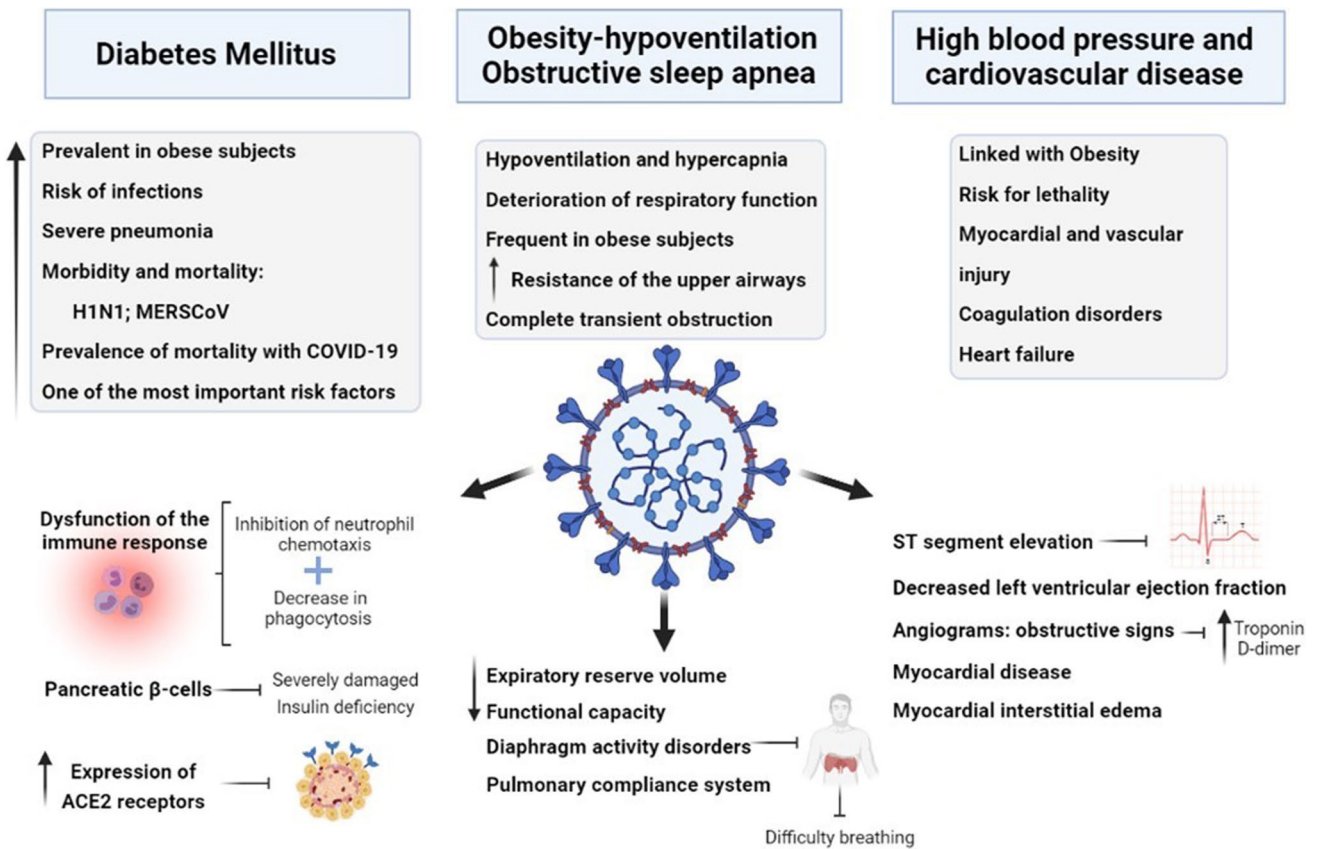 Diabetes Mellitus
Prevalent in obese subjects
Risk of infections
Severe pneumonia
Morbidity and mortality:
H1N1; MERSCoV
Prevalence of mortality with COVID-19
One of the most important risk factors
Obesity-hypoventilation
Obstructive sleep apnea
Hypoventilation and hypercapnia
Deterioration of respiratory function
Frequent in obese subjects
Resistance of the upper airways
Complete transient obstruction
High blood pressure and
cardiovascular disease
Linked with Obesity
Risk for lethality
Myocardial and vascular
injury
Coagulation disorders
Heart failure
Dysfunction of the
immune response
Inhibition of neutrophil
chemotaxis
+
Decrease in
phagocytosis
Pancreatic β-cells
Severely damaged
Insulin deficiency
Expression of
ACE2 receptors
Expiratory reserve volume
Functional capacity
Diaphragm activity disorders
Pulmonary compliance system
Difficulty breathing
ST segment elevation
Decreased left ventricular ejection fraction
Angiograms: obstructive signs
Troponin
D-dimer
Myocardial disease
Myocardial interstitial edema